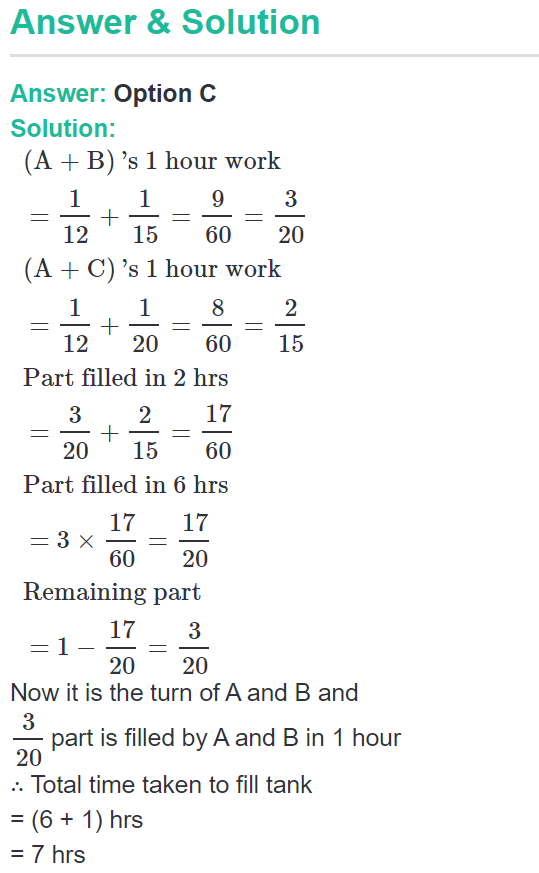 Answer & Solution
Answer: Option C
Solution:
(A + B) 's 1 hour work
= 1/12 + 1/15 = 9/60 = 3/20
(A + C) 's 1 hour work
= 1/12 + 1/20 = 8/60 = 2/15
Part filled in 2 hrs
= 3/20 + 2/15 = 17/60
Part filled in 6 hrs
= 3 × 17/60 = 17/20
Remaining part
= 1 − 17/20 = 3/20
Now it is the turn of A and B and
3/20 part is filled by A and B in 1 hour
∴ Total time taken to fill tank
= (6 + 1) hrs
= 7 hrs